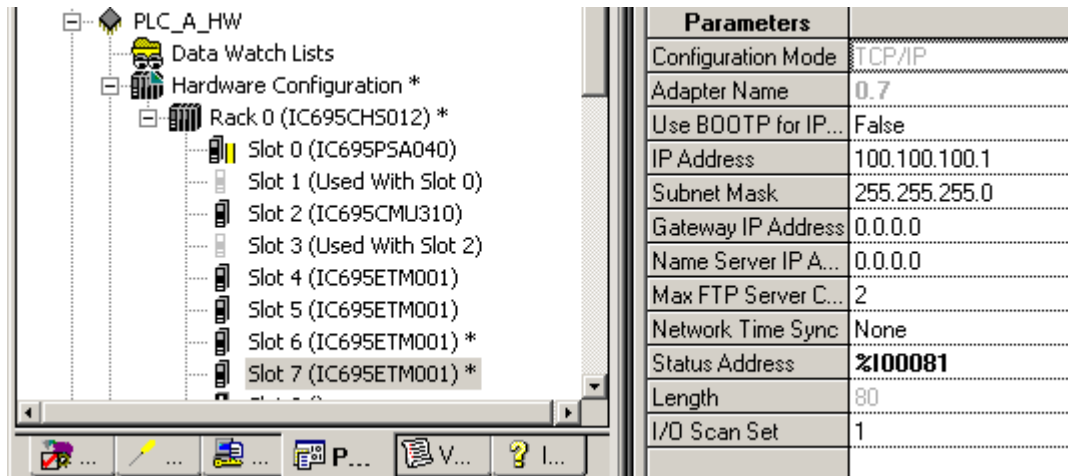 PLC_A_HW
Data Watch Lists
Hardware Configuration *
Rack 0 (IC695CHS012) *
Slot 0 (IC695PSA040)
Slot 1 (Used With Slot 0)
Slot 2 (IC695CMU310)
Slot 3 (Used With Slot 2)
Slot 4 (IC695ETM001)
Slot 5 (IC695ETM001)
Slot 6 (IC695ETM001) *
Slot 7 (IC695ETM001) *
... ... ... P... V... I...
Parameters
Configuration Mode TCP/IP
Adapter Name 0.7
Use BOOTP for IP... False
IP Address 100.100.100.1
Subnet Mask 255.255.255.0
Gateway IP Address 0.0.0.0
Name Server IP A... 0.0.0.0
Max FTP Server C... 2
Network Time Sync None
Status Address %I00081
Length 80
I/O Scan Set 1